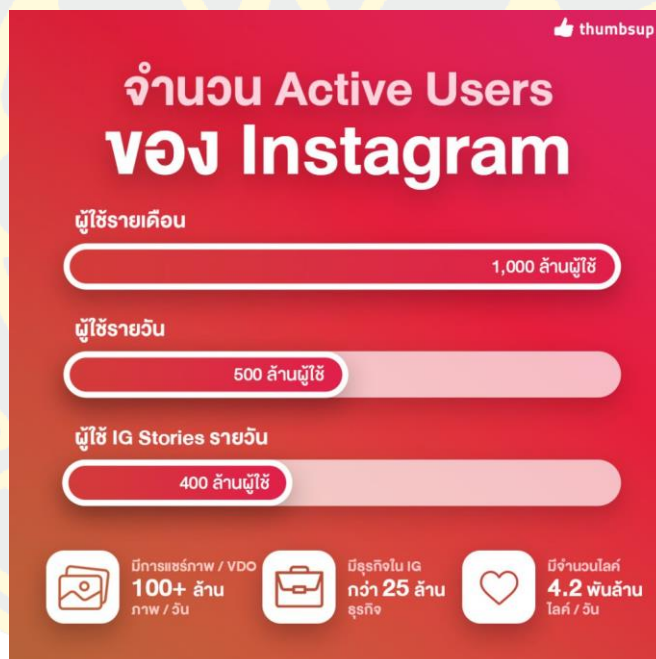 thumbsup
จำนวน Active Users
ของ Instagram
ผู้ใช้รายเดือน
1,000 ล้านผู้ใช้
ผู้ใช้รายวัน
500 ล้านผู้ใช้
ผู้ใช้ IG Stories รายวัน
400 ล้านผู้ใช้
มีการแชร์ภาพ / VDO
100+ ล้าน
ภาพ / วัน
มีธุรกิจใน IG
กว่า 25 ล้าน
ธุรกิจ
มีจำนวนไลค์
4.2 พันล้าน
ไลค์ / วัน